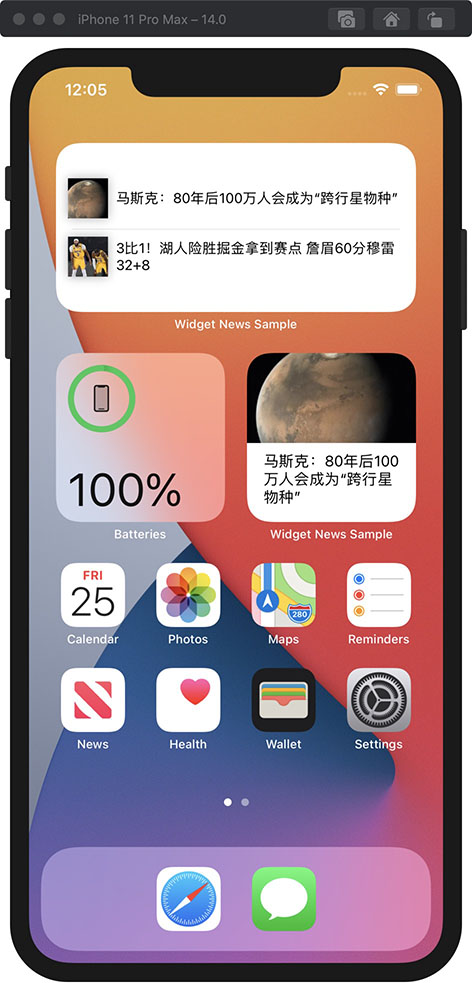 iPhone 11 Pro Max – 14.0
12:05
马斯克：80年后100万人会成为“跨行星物种”
3比1！湖人险胜掘金拿到赛点 詹眉60分穆雷
32+8
Widget News Sample
100%
马斯克：80年后100
万人会成为“跨行星
物种”
Batteries
Widget News Sample
FRI
25
280
Calendar
Photos
Maps
Reminders
News
Health
Wallet
Settings